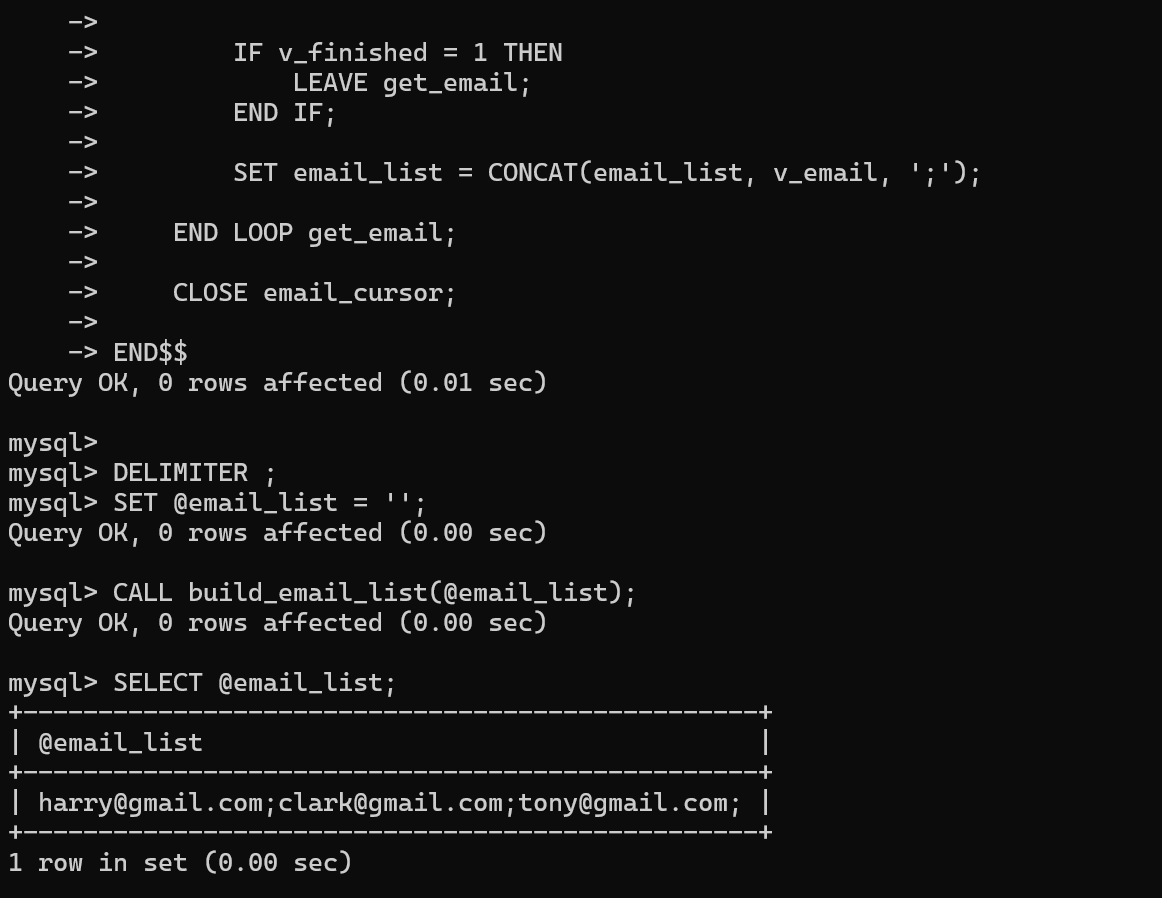 ->
->         IF v_finished = 1 THEN
->             LEAVE get_email;
->         END IF;
->
->         SET email_list = CONCAT(email_list, v_email, ';');
->
->     END LOOP get_email;
->
->     CLOSE email_cursor;
->
-> END$$
Query OK, 0 rows affected (0.01 sec)
mysql>
mysql> DELIMITER ;
mysql> SET @email_list = '';
Query OK, 0 rows affected (0.00 sec)
mysql> CALL build_email_list(@email_list);
Query OK, 0 rows affected (0.00 sec)
mysql> SELECT @email_list;
+-------------------------------------------------+
| @email_list                                     |
+-------------------------------------------------+
| harry@gmail.com;clark@gmail.com;tony@gmail.com; |
+-------------------------------------------------+
1 row in set (0.00 sec)